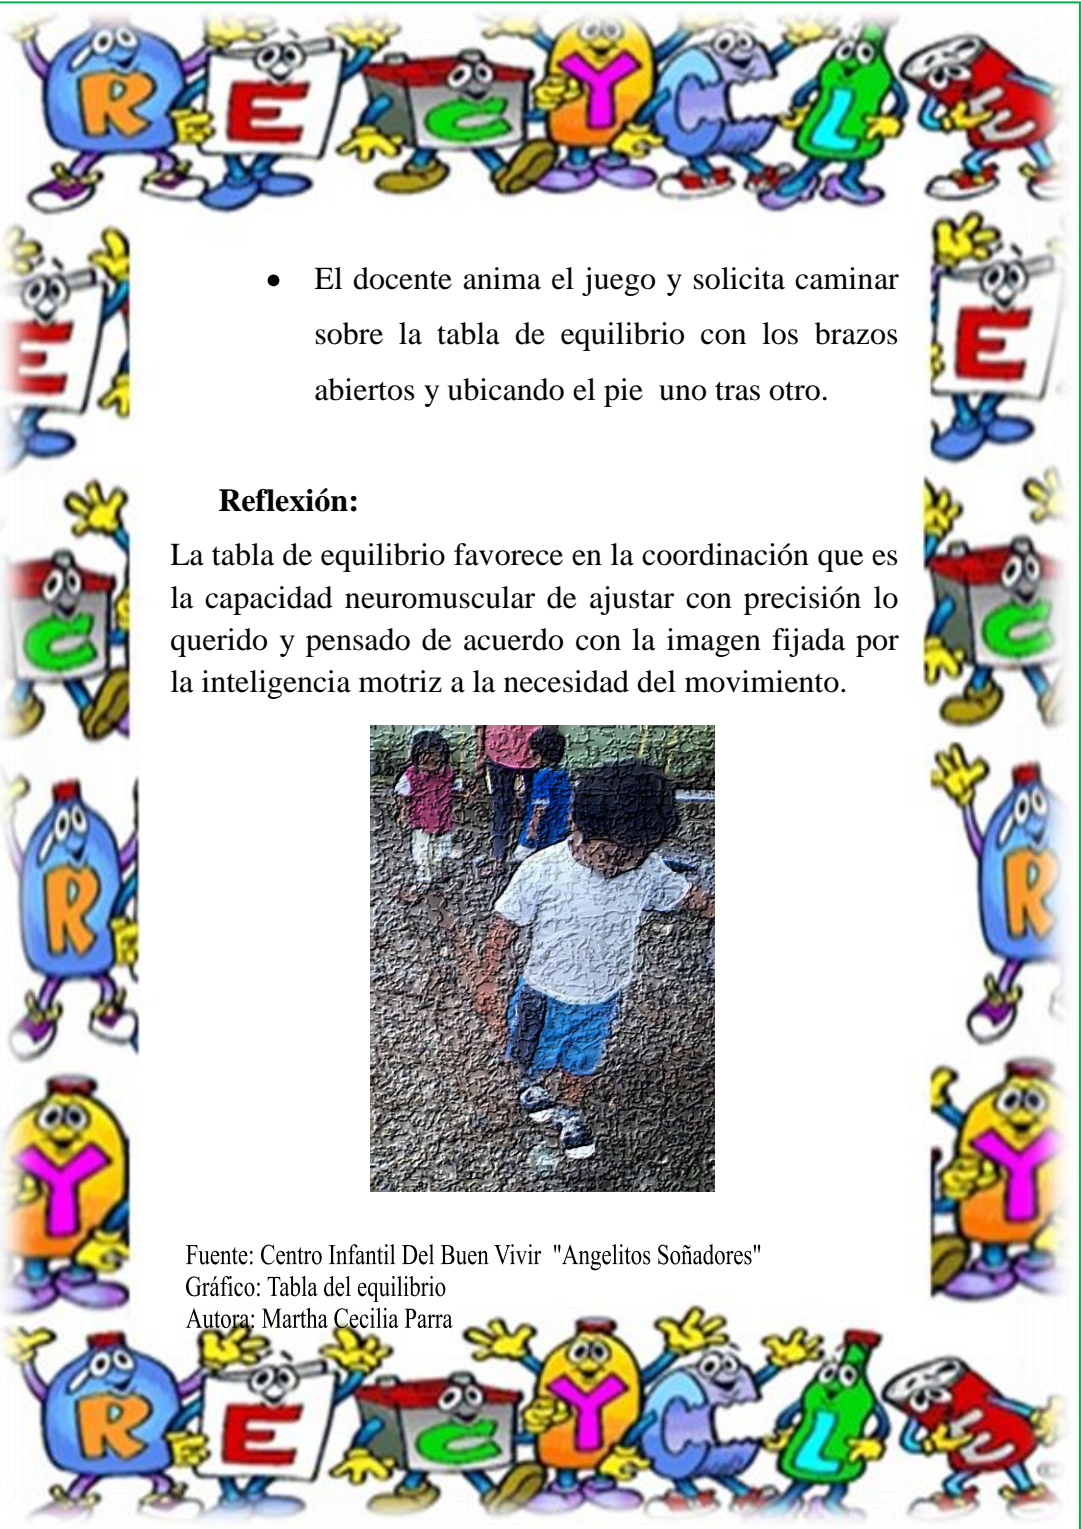 R E C Y C L E
• El docente anima el juego y solicita caminar
sobre la tabla de equilibrio con los brazos
abiertos y ubicando el pie  uno tras otro.
Reflexión:
La tabla de equilibrio favorece en la coordinación que es
la capacidad neuromuscular de ajustar con precisión lo
querido y pensado de acuerdo con la imagen fijada por
la inteligencia motriz a la necesidad del movimiento.
E
E
C
C
R
R
Y
Y
Fuente: Centro Infantil Del Buen Vivir  "Angelitos Soñadores"
Gráfico: Tabla del equilibrio
Autora: Martha Cecilia Parra
R E C Y C L E